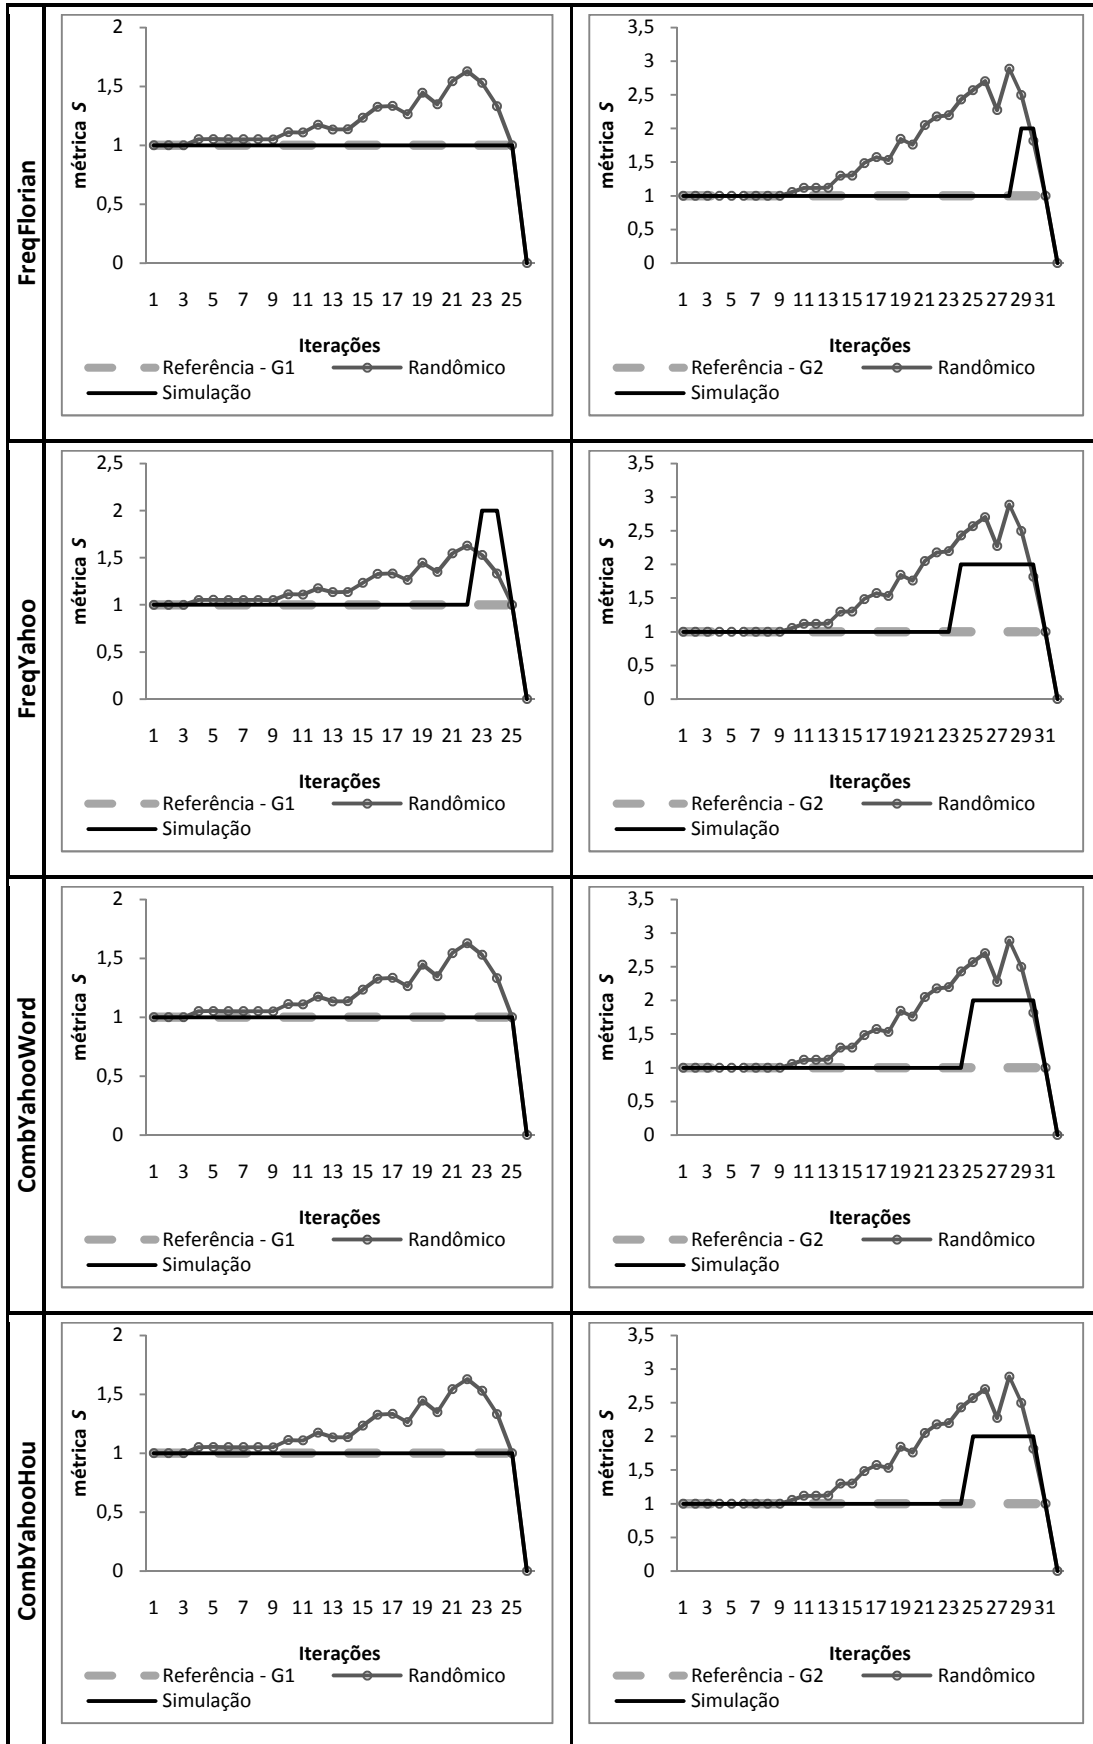 FreqFlorian
métrica S
2
1,5
1
0,5
0
1 3 5 7 9 11 13 15 17 19 21 23 25
Iterações
Referência - G1 Randômico
Simulação
métrica S
3,5
3
2,5
2
1,5
1
0,5
0
1 3 5 7 9 11 13 15 17 19 21 23 25 27 29 31
Iterações
Referência - G2 Randômico
Simulação
FreqYahoo
métrica S
2,5
2
1,5
1
0,5
0
1 3 5 7 9 11 13 15 17 19 21 23 25
Iterações
Referência - G1 Randômico
Simulação
métrica S
3,5
3
2,5
2
1,5
1
0,5
0
1 3 5 7 9 11 13 15 17 19 21 23 25 27 29 31
Iterações
Referência - G2 Randômico
Simulação
CombYahooWord
métrica S
2
1,5
1
0,5
0
1 3 5 7 9 11 13 15 17 19 21 23 25
Iterações
Referência - G1 Randômico
Simulação
métrica S
3,5
3
2,5
2
1,5
1
0,5
0
1 3 5 7 9 11 13 15 17 19 21 23 25 27 29 31
Iterações
Referência - G2 Randômico
Simulação
CombYahooHou
métrica S
2
1,5
1
0,5
0
1 3 5 7 9 11 13 15 17 19 21 23 25
Iterações
Referência - G1 Randômico
Simulação
métrica S
3,5
3
2,5
2
1,5
1
0,5
0
1 3 5 7 9 11 13 15 17 19 21 23 25 27 29 31
Iterações
Referência - G2 Randômico
Simulação